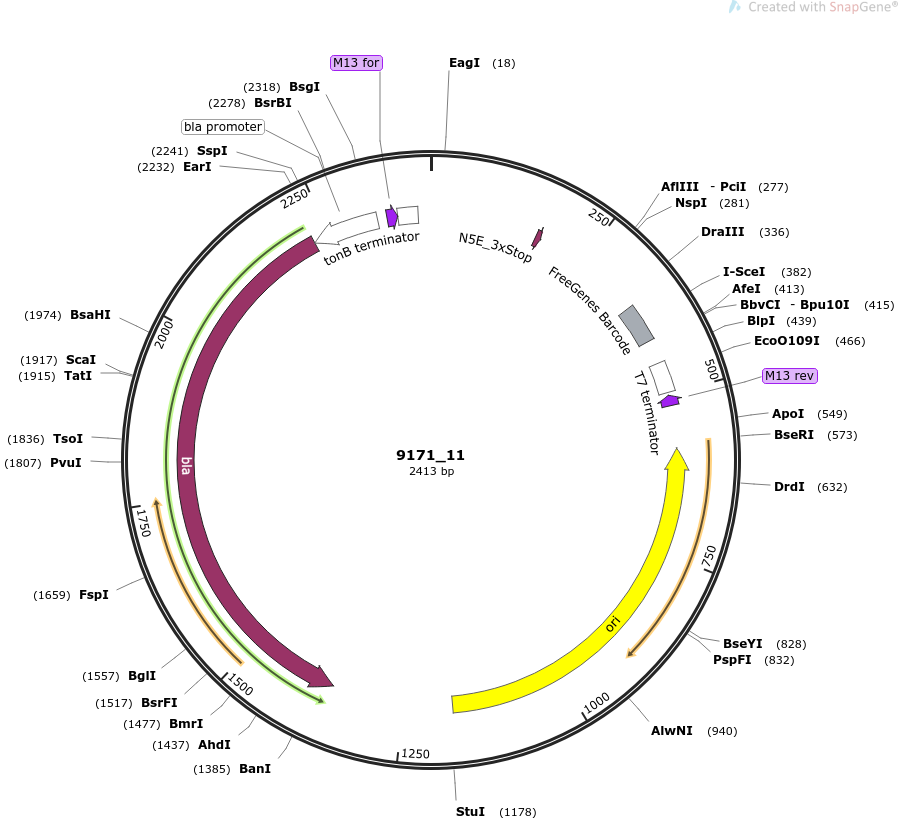 Created with SnapGene®
M13 for
EagI (18)
(2318) BsgI
(2278) BsrBI
bla promoter
(2241) SspI
(2232) EarI
2250
AflIII - PciI (277)
NspI (281)
250
DraIII (336)
tonB terminator
N5E_3xStop
I-SceI (382)
AfeI (413)
BbvCI - Bpu10I (415)
BlpI (439)
EcoO109I (466)
FreeGenes Barcode
(1974) BsaHI
2000
(1917) ScaI
(1915) TatI
500
M13 rev
T7 terminator
ApoI (549)
BseRI (573)
(1836) TsoI
(1807) PvuI
bla
9171_11
2413 bp
DrdI (632)
1750
750
(1659) FspI
ori
BseYI (828)
PspFI (832)
(1557) BglI
1500
(1517) BsrFI
1000
(1477) BmrI
AlwNI (940)
(1437) AhdI
1250
(1385) BanI
StuI (1178)